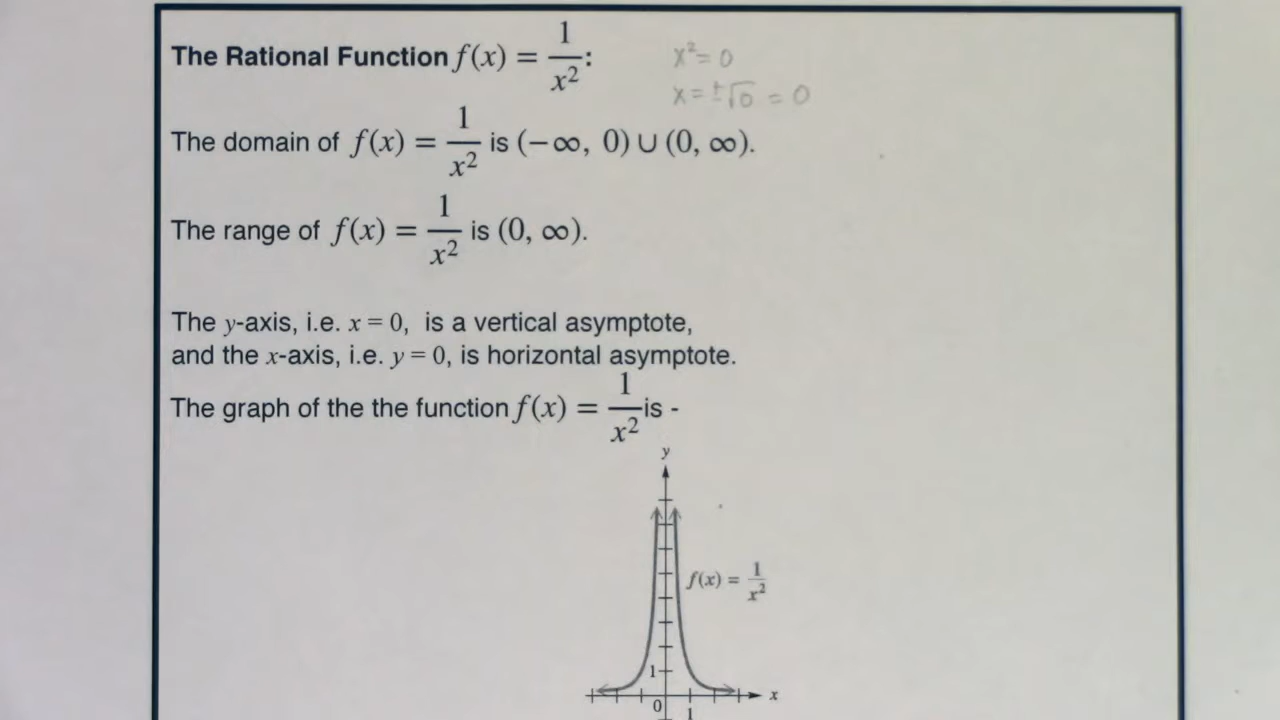 The Rational Function f(x) = 1/x²:
x² = 0
x = ±√0 = 0
The domain of f(x) = 1/x² is (−∞, 0) ∪ (0, ∞).
The range of f(x) = 1/x² is (0, ∞).
The y-axis, i.e. x = 0, is a vertical asymptote,
and the x-axis, i.e. y = 0, is horizontal asymptote.
The graph of the the function f(x) = 1/x² is -
y
f(x) = 1/x²
1
x
0
1